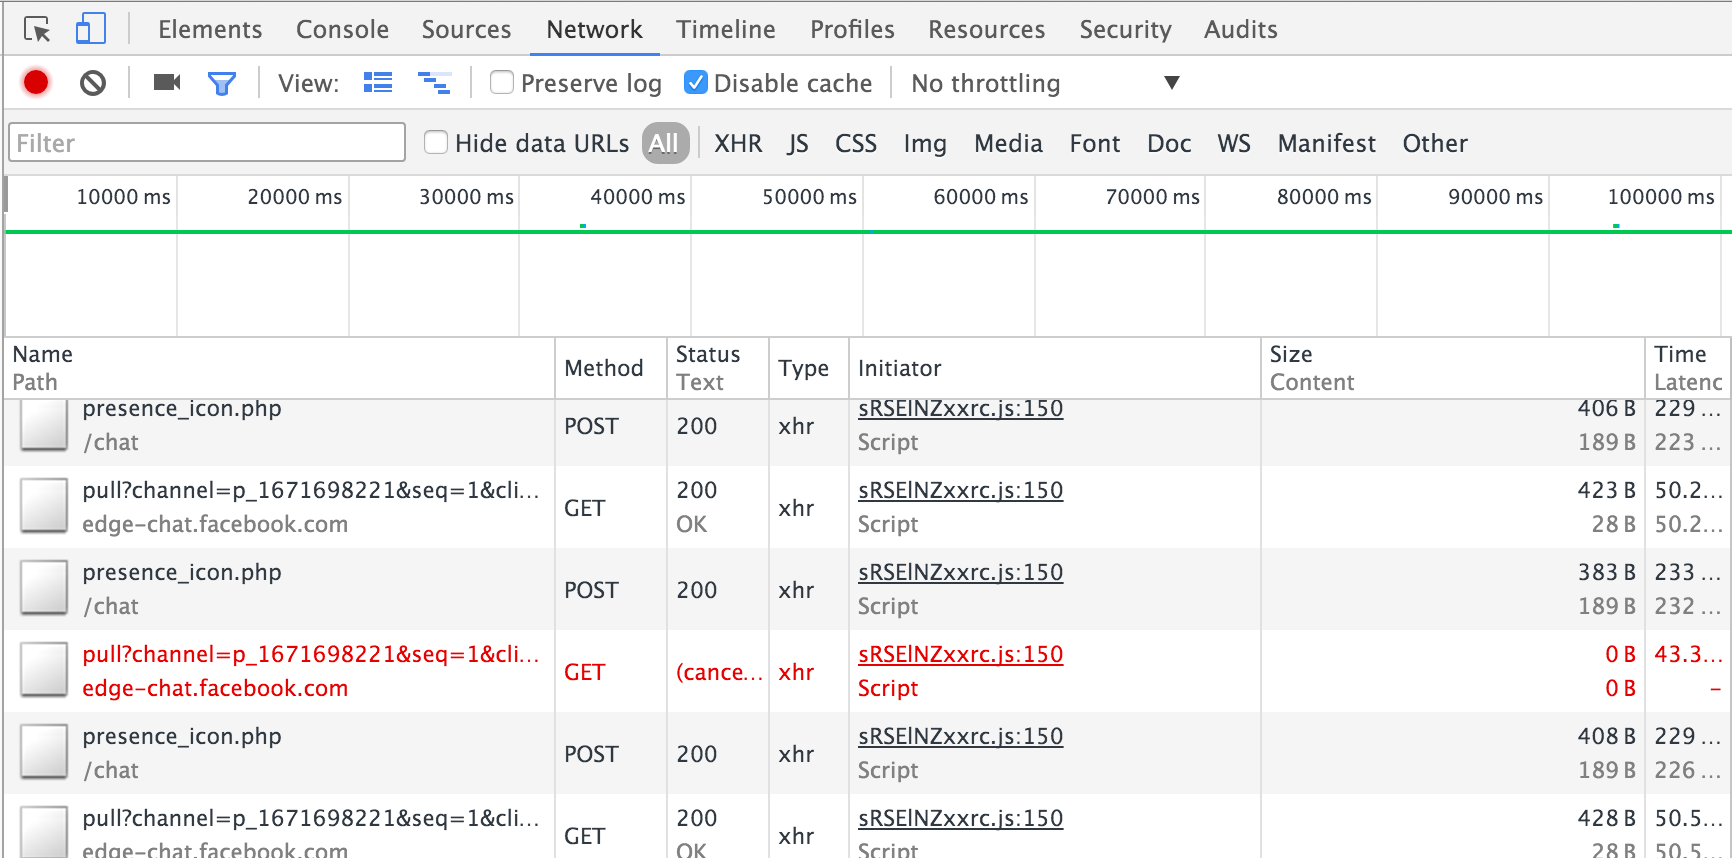 Elements Console Sources Network Timeline Profiles Resources Security Audits
View: Preserve log Disable cache No throttling
Filter Hide data URLs All XHR JS CSS Img Media Font Doc WS Manifest Other
10000 ms 20000 ms 30000 ms 40000 ms 50000 ms 60000 ms 70000 ms 80000 ms 90000 ms 100000 ms
Name Method Status Type Initiator Size Time
Path Text Content Latenc
presence_icon.php POST 200 xhr sRSElNZxxrc.js:150 406 B 229 ...
/chat Script 189 B 223 ...
pull?channel=p_1671698221&seq=1&cli... GET 200 xhr sRSElNZxxrc.js:150 423 B 50.2...
edge-chat.facebook.com OK Script 28 B 50.2...
presence_icon.php POST 200 xhr sRSElNZxxrc.js:150 383 B 233 ...
/chat Script 189 B 232 ...
pull?channel=p_1671698221&seq=1&cli... GET (cance... xhr sRSElNZxxrc.js:150 0 B 43.3...
edge-chat.facebook.com Script 0 B –
presence_icon.php POST 200 xhr sRSElNZxxrc.js:150 408 B 229 ...
/chat Script 189 B 226 ...
pull?channel=p_1671698221&seq=1&cli... GET 200 xhr sRSElNZxxrc.js:150 428 B 50.5...
edge-chat.facebook.com OK Script 28 B 50.5...